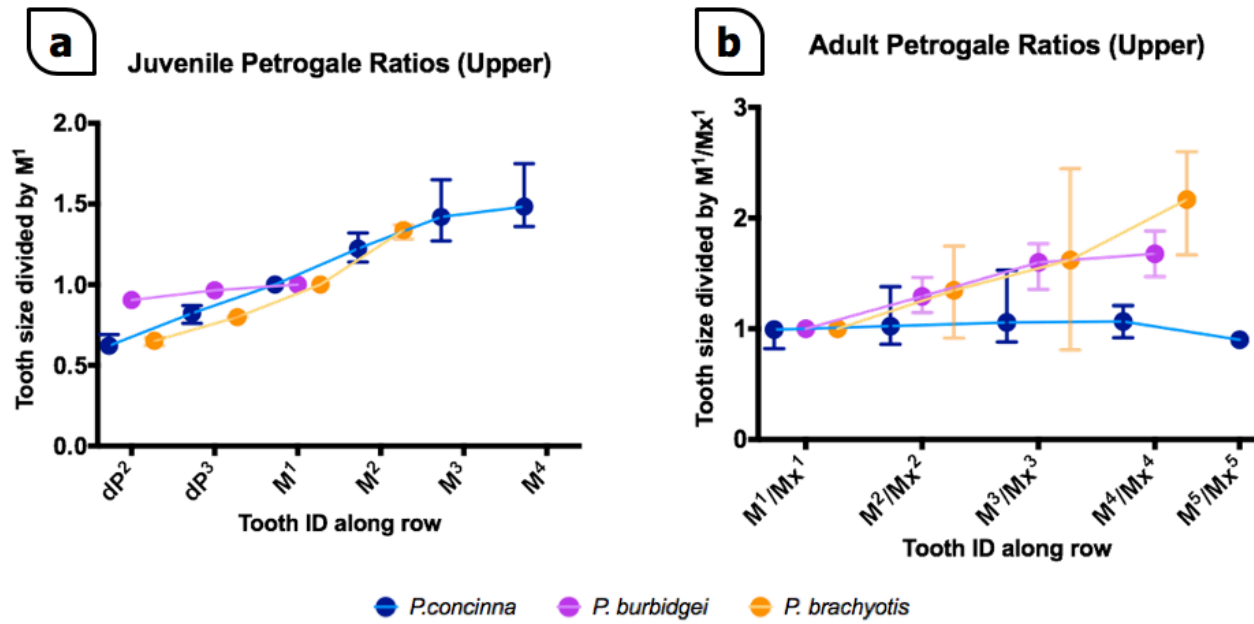 a
Juvenile Petrogale Ratios (Upper)
Tooth size divided by M¹
2.0
1.5
1.0
0.5
0.0
dP²
dP³
M¹
M²
M³
M⁴
Tooth ID along row
b
Adult Petrogale Ratios (Upper)
Tooth size divided by M¹/Mx¹
3
2
1
0
M¹/Mx¹
M²/Mx²
M³/Mx³
M⁴/Mx⁴
M⁵/Mx⁵
Tooth ID along row
P.concinna
P. burbidgei
P. brachyotis